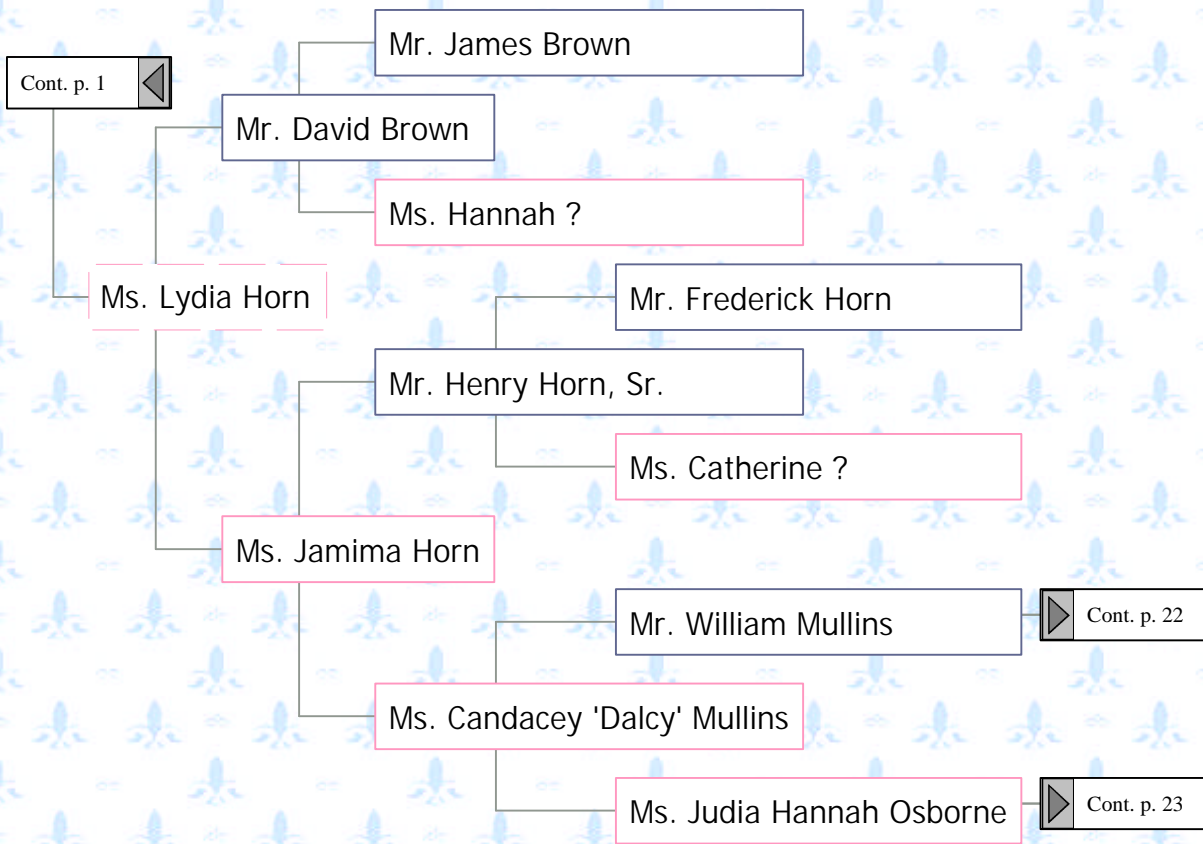 Mr. James Brown
Cont. p. 1
Mr. David Brown
Ms. Hannah ?
Ms. Lydia Horn
Mr. Frederick Horn
Mr. Henry Horn, Sr.
Ms. Catherine ?
Ms. Jamima Horn
Mr. William Mullins
Cont. p. 22
Ms. Candacey 'Dalcy' Mullins
Ms. Judia Hannah Osborne
Cont. p. 23